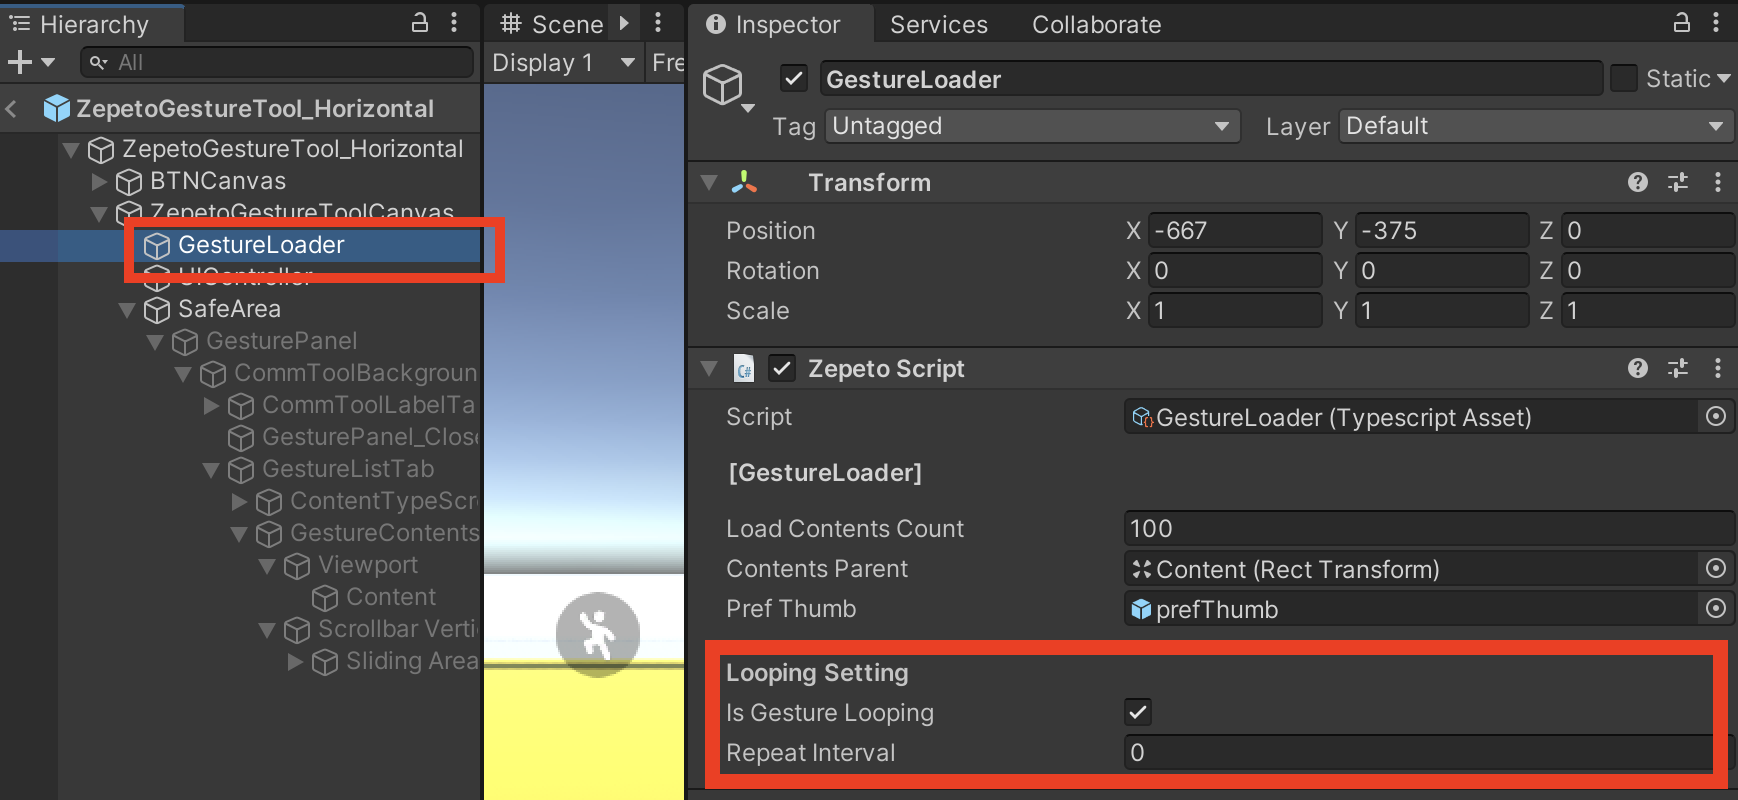 Hierarchy
All
ZepetoGestureTool_Horizontal
ZepetoGestureTool_Horizontal
BTNCanvas
ZepetoGestureToolCanvas
GestureLoader
UIController
SafeArea
GesturePanel
CommToolBackgroun
CommToolLabelTa
GesturePanel_Close
GestureListTab
ContentTypeScr
GestureContents
Viewport
Content
Scrollbar Verti
Sliding Area
Scene
Display 1
Fre
Inspector Services Collaborate
GestureLoader Static
Tag Untagged Layer Default
Transform
Position X -667 Y -375 Z 0
Rotation X 0 Y 0 Z 0
Scale X 1 Y 1 Z 1
C#
Zepeto Script
Script GestureLoader (Typescript Asset)
[GestureLoader]
Load Contents Count 100
Contents Parent Content (Rect Transform)
Pref Thumb prefThumb
Looping Setting
Is Gesture Looping
Repeat Interval 0